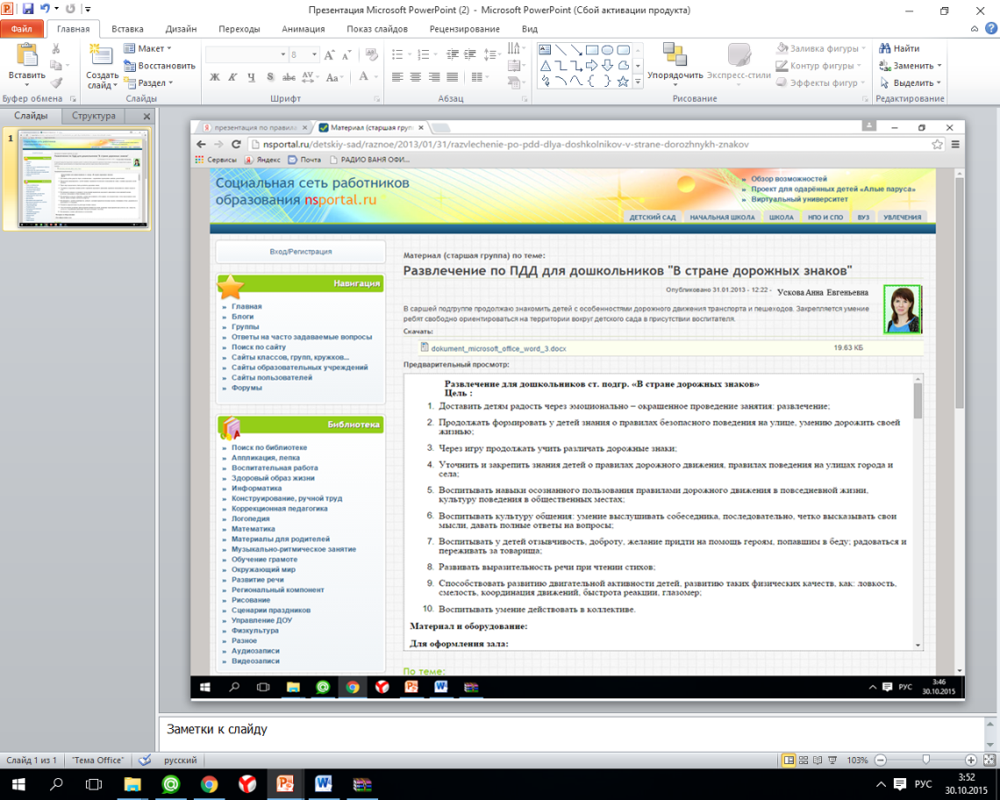 Презентация Microsoft PowerPoint (2) - Microsoft PowerPoint (Сбой активации продукта)
Файл Главная Вставка Дизайн Переходы Анимация Показ слайдов Рецензирование Вид
Вставить
Создать слайд
Макет
Восстановить
Раздел
8
Ж К Ч S abc AV Aa A
Упорядочить Экспресс-стили
Заливка фигуры
Контур фигуры
Эффекты фигур
Найти
Заменить
Выделить
Буфер обмена Слайды Шрифт Абзац Рисование Редактирование
Слайды Структура
1
презентация по правила
Материал (старшая груп
nsportal.ru/detskiy-sad/raznoe/2013/01/31/razvlechenie-po-pdd-dlya-doshkolnikov-v-strane-dorozhnykh-znakov
Сервисы Яндекс Почта РАДИО ВАНЯ ОФИ...
Социальная сеть работников
образования nsportal.ru
» Обзор возможностей
» Проект для одарённых детей «Алые паруса»
» Виртуальный университет
ДЕТСКИЙ САД НАЧАЛЬНАЯ ШКОЛА ШКОЛА НПО И СПО ВУЗ УВЛЕЧЕНИЯ
Вход/Регистрация
Навигация
» Главная
» Блоги
» Группы
» Ответы на часто задаваемые вопросы
» Поиск по сайту
» Сайты классов, групп, кружков...
» Сайты образовательных учреждений
» Сайты пользователей
» Форумы
Библиотека
» Поиск по библиотеке
» Аппликация, лепка
» Воспитательная работа
» Здоровый образ жизни
» Информатика
» Конструирование, ручной труд
» Коррекционная педагогика
» Логопедия
» Математика
» Материалы для родителей
» Музыкально-ритмическое занятие
» Обучение грамоте
» Окружающий мир
» Развитие речи
» Региональный компонент
» Рисование
» Сценарии праздников
» Управление ДОУ
» Физкультура
» Разное
» Аудиозаписи
» Видеозаписи
Материал (старшая группа) по теме:
Развлечение по ПДД для дошкольников "В стране дорожных знаков"
Опубликовано 31.01.2013 - 12:22 - Ускова Анна Евгеньевна
В саршей подгруппе продолжаю знакомить детей с особенностями дорожного движения транспорта и пешеходов. Закрепляется умение
ребят свободно ориентироваться на территории вокруг детского сада в присутствии воспитателя.
Скачать:
dokument_microsoft_office_word_3.docx 19.63 КБ
Предварительный просмотр:
Развлечение для дошкольников ст. подгр. «В стране дорожных знаков»
Цель :
1. Доставить детям радость через эмоционально – окрашенное проведение занятия: развлечение;
2. Продолжать формировать у детей знания о правилах безопасного поведения на улице, умению дорожить своей
жизнью;
3. Через игру продолжать учить различать дорожные знаки;
4. Уточнить и закрепить знания детей о правилах дорожного движения, правилах поведения на улицах города и
села;
5. Воспитывать навыки осознанного пользования правилами дорожного движения в повседневной жизни,
культуру поведения в общественных местах;
6. Воспитывать культуру общения: умение выслушивать собеседника, последовательно, четко высказывать свои
мысли, давать полные ответы на вопросы;
7. Воспитывать у детей отзывчивость, доброту, желание придти на помощь героям, попавшим в беду; радоваться и
переживать за товарища;
8. Развивать выразительность речи при чтении стихов;
9. Способствовать развитию двигательной активности детей, развитию таких физических качеств, как: ловкость,
смелость, координация движений, быстрота реакции, глазомер;
10. Воспитывать умение действовать в коллективе.
Материал и оборудование:
Для оформления зала:
По теме:
РУС 3:46
30.10.2015
Заметки к слайду
Слайд 1 из 1 "Тема Office" русский 103%
РУС 3:52
30.10.2015